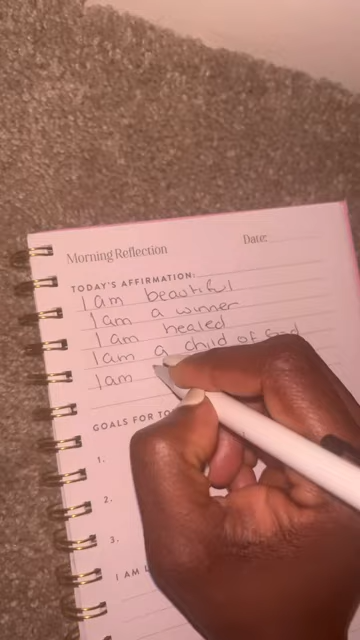 Morning Reflection
Date:
TODAY'S AFFIRMATION:
I am beautiful
I am a winner
I am healed
I am a child of God
I am
GOALS FOR TO
1.
2.
3.
I AM